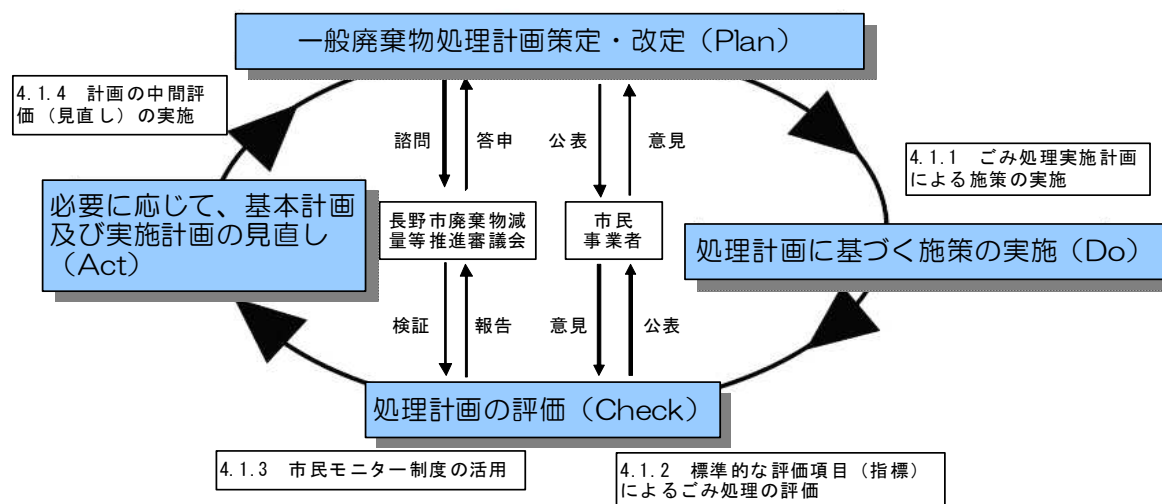 一般廃棄物処理計画策定・改定（Plan）
4.1.4 計画の中間評
価（見直し）の実施
諮問
答申
公表
意見
4.1.1 ごみ処理実施計画
による施策の実施
必要に応じて、基本計画
及び実施計画の見直し
（Act）
長野市廃棄物減
量等推進審議会
市民
事業者
処理計画に基づく施策の実施（Do）
検証
報告
意見
公表
処理計画の評価（Check）
4.1.3 市民モニター制度の活用
4.1.2 標準的な評価項目（指標）
によるごみ処理の評価